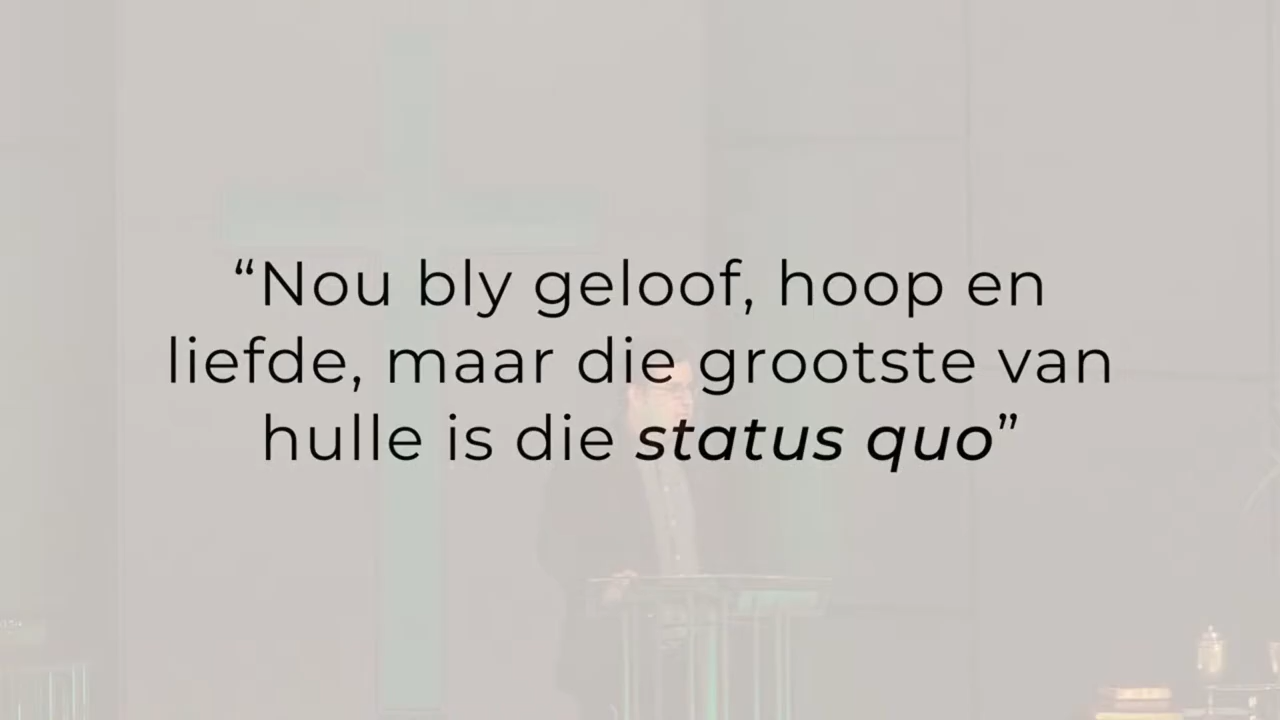 “Nou bly geloof, hoop en
liefde, maar die grootste van
hulle is die status quo”